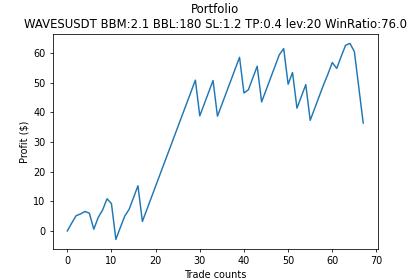 Portfolio
WAVESUSDT BBM:2.1 BBL:180 SL:1.2 TP:0.4 lev:20 WinRatio:76.0
Profit ($)
60
50
40
30
20
10
0
0 10 20 30 40 50 60 70
Trade counts